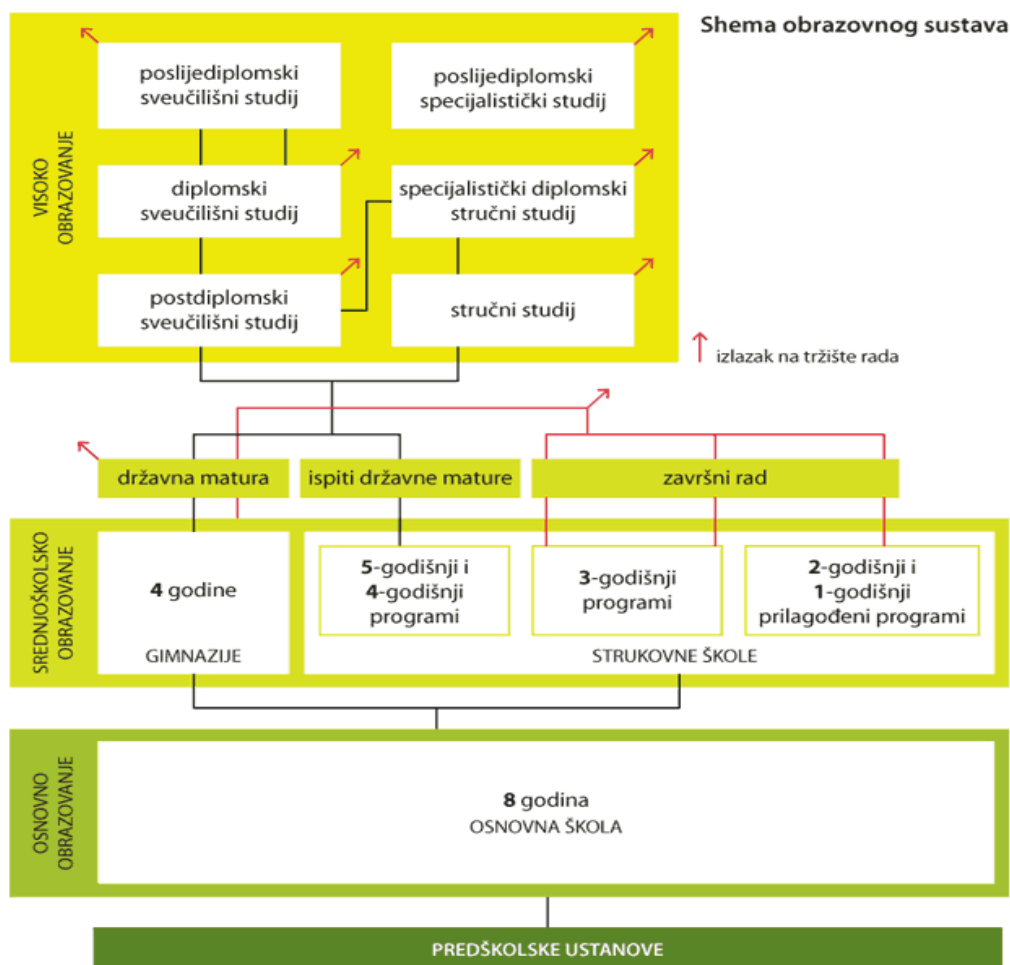 Shema obrazovnog sustava
VISOKO
OBRAZOVANJE
poslijediplomski
sveučilišni studij
poslijediplomski
specijalistički studij
diplomski
sveučilišni studij
specijalistički diplomski
stručni studij
postdiplomski
sveučilišni studij
stručni studij
izlazak na tržište rada
državna matura
ispiti državne mature
završni rad
SREDNJOŠKOLSKO
OBRAZOVANJE
4 godine
GIMNAZIJE
5-godišnji i
4-godišnji
programi
3-godišnji
programi
2-godišnji i
1-godišnji
prilagođeni programi
STRUKOVNE ŠKOLE
OSNOVNO
OBRAZOVANJE
8 godina
OSNOVNA ŠKOLA
PREDŠKOLSKE USTANOVE